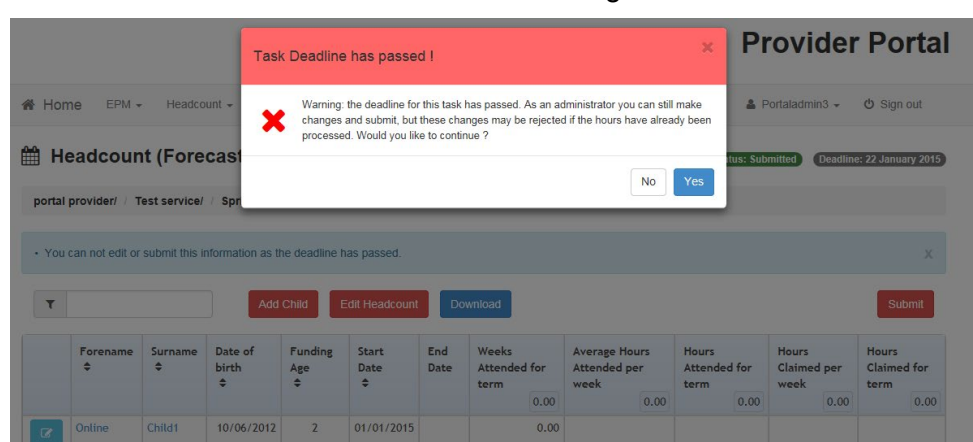 Provider Portal
Task Deadline has passed !
×
Home EPM Headcount Portaladmin3 Sign out
Warning: the deadline for this task has passed. As an administrator you can still make
changes and submit, but these changes may be rejected if the hours have already been
processed. Would you like to continue ?
Headcount (Forecast
tus: Submitted Deadline: 22 January 2015
No Yes
portal provider/ / Test service/ / Spr
• You can not edit or submit this information as the deadline has passed.
X
Add Child Edit Headcount Download Submit
Forename Surname Date of birth Funding Age Start Date End Date Weeks Attended for term 0.00 Average Hours Attended per week 0.00 Hours Attended for term 0.00 Hours Claimed per week 0.00 Hours Claimed for term 0.00
Online Child1 10/06/2012 2 01/01/2015 0.00